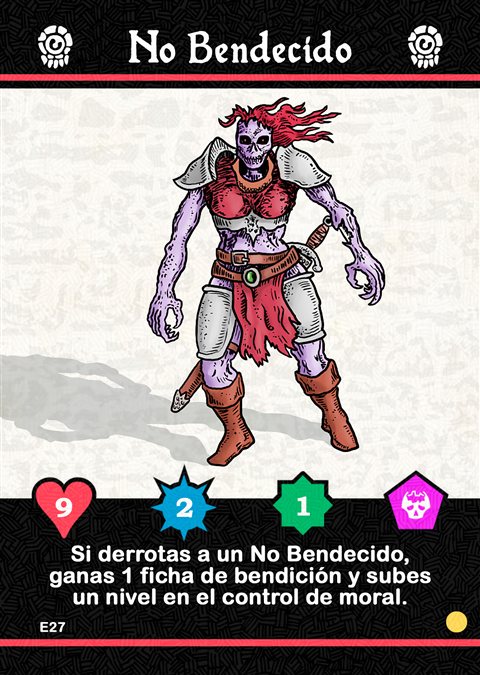 No Bendecido
9
2
1
Si derrotas a un No Bendecido,
ganas 1 ficha de bendición y subes
un nivel en el control de moral.
E27